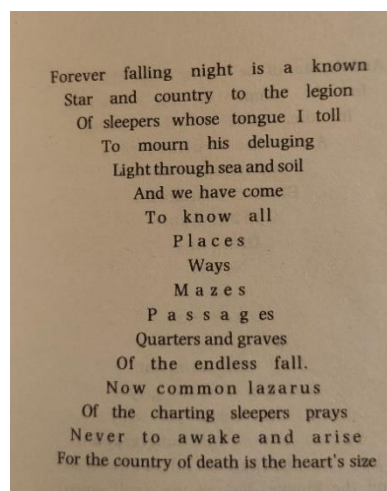 Forever falling night is a known
Star and country to the legion
Of sleepers whose tongue I toll
To mourn his deluging
Light through sea and soil
And we have come
To know all
Places
Ways
Mazes
Passages
Quarters and graves
Of the endless fall.
Now common lazarus
Of the charting sleepers prays
Never to awake and arise
For the country of death is the heart's size